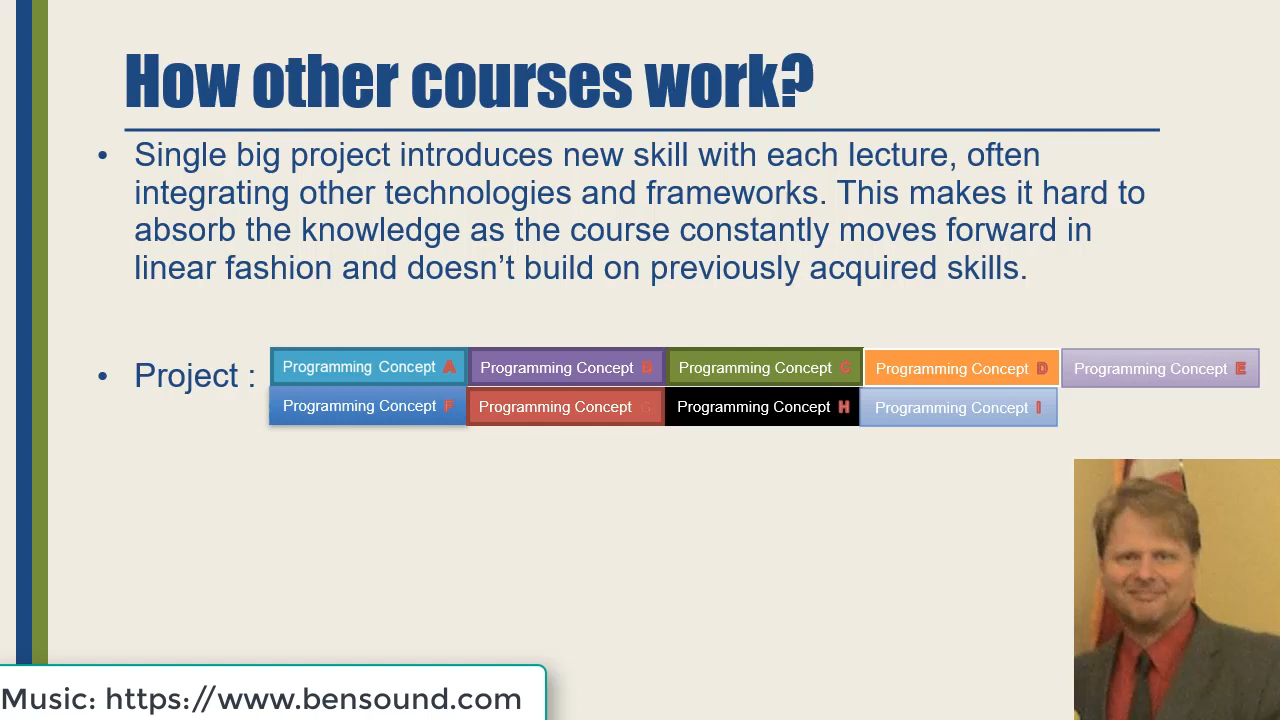 How other courses work?
• Single big project introduces new skill with each lecture, often
integrating other technologies and frameworks. This makes it hard to
absorb the knowledge as the course constantly moves forward in
linear fashion and doesn’t build on previously acquired skills.
• Project : Programming Concept A Programming Concept B Programming Concept C Programming Concept D Programming Concept E
Programming Concept F Programming Concept G Programming Concept H Programming Concept I
Music: https://www.bensound.com